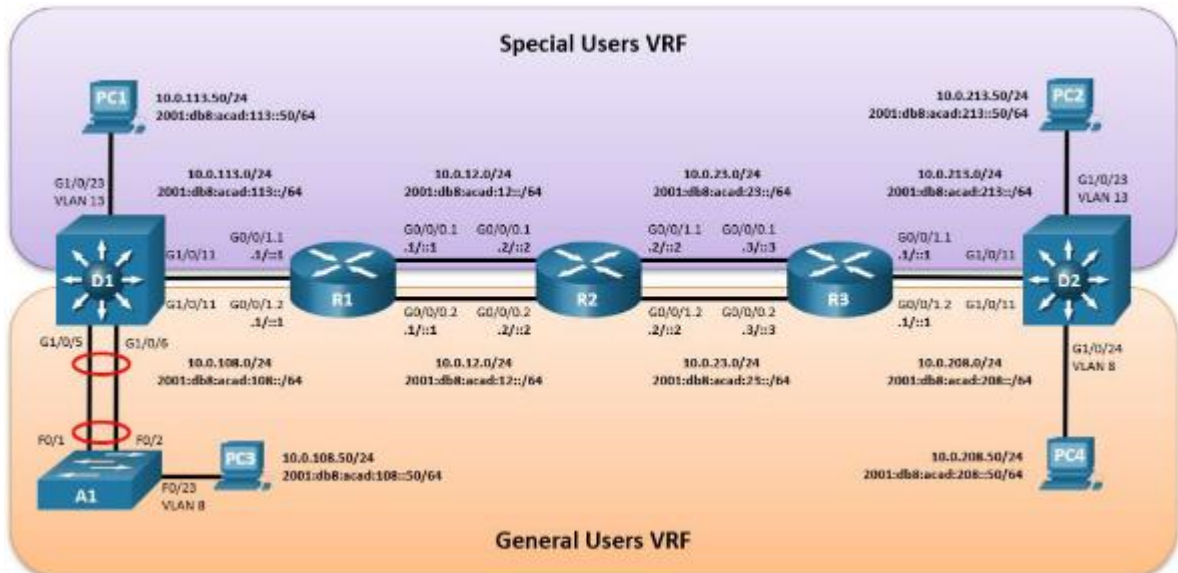 Special Users VRF
PC1
10.0.113.50/24
2001:db8:acad:113::50/64
10.0.213.50/24
2001:db8:acad:213::50/64
PC2
G1/0/23
VLAN 13
10.0.113.0/24
2001:db8:acad:113::/64
10.0.12.0/24
2001:db8:acad:12::/64
10.0.23.0/24
2001:db8:acad:23::/64
10.0.213.0/24
2001:db8:acad:213::/64
G1/0/23
VLAN 13
D1
G1/0/11
G0/0/1.1
.1/::1
R1
G0/0/0.1
.1/::1
G0/0/0.1
.2/::2
R2
G0/0/1.1
.2/::2
G0/0/0.1
.3/::3
R3
G0/0/1.1
.1/::1
G1/0/11
D2
G1/0/11
G0/0/1.2
.1/::1
G0/0/0.2
.1/::1
G0/0/0.2
.2/::2
G0/0/1.2
.2/::2
G0/0/0.2
.3/::3
G0/0/1.2
.1/::1
G1/0/11
G1/0/5
G1/0/6
10.0.108.0/24
2001:db8:acad:108::/64
10.0.12.0/24
2001:db8:acad:12::/64
10.0.23.0/24
2001:db8:acad:23::/64
10.0.208.0/24
2001:db8:acad:208::/64
G1/0/24
VLAN 8
F0/1
F0/2
A1
F0/23
VLAN 8
PC3
10.0.108.50/24
2001:db8:acad:108::50/64
10.0.208.50/24
2001:db8:acad:208::50/64
PC4
General Users VRF